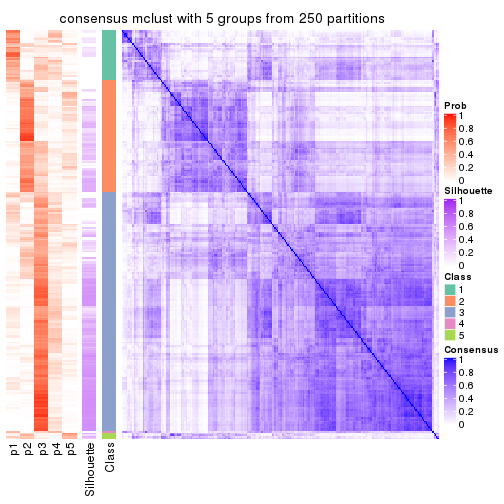 consensus mclust with 5 groups from 250 partitions
Prob
1
0.8
0.6
0.4
0.2
0
Silhouette
1
0.8
0.6
0.4
0.2
0
Class
1
2
3
4
5
Consensus
1
0.8
0.6
0.4
0.2
0
p1
p2
p3
p4
p5
Silhouette
Class